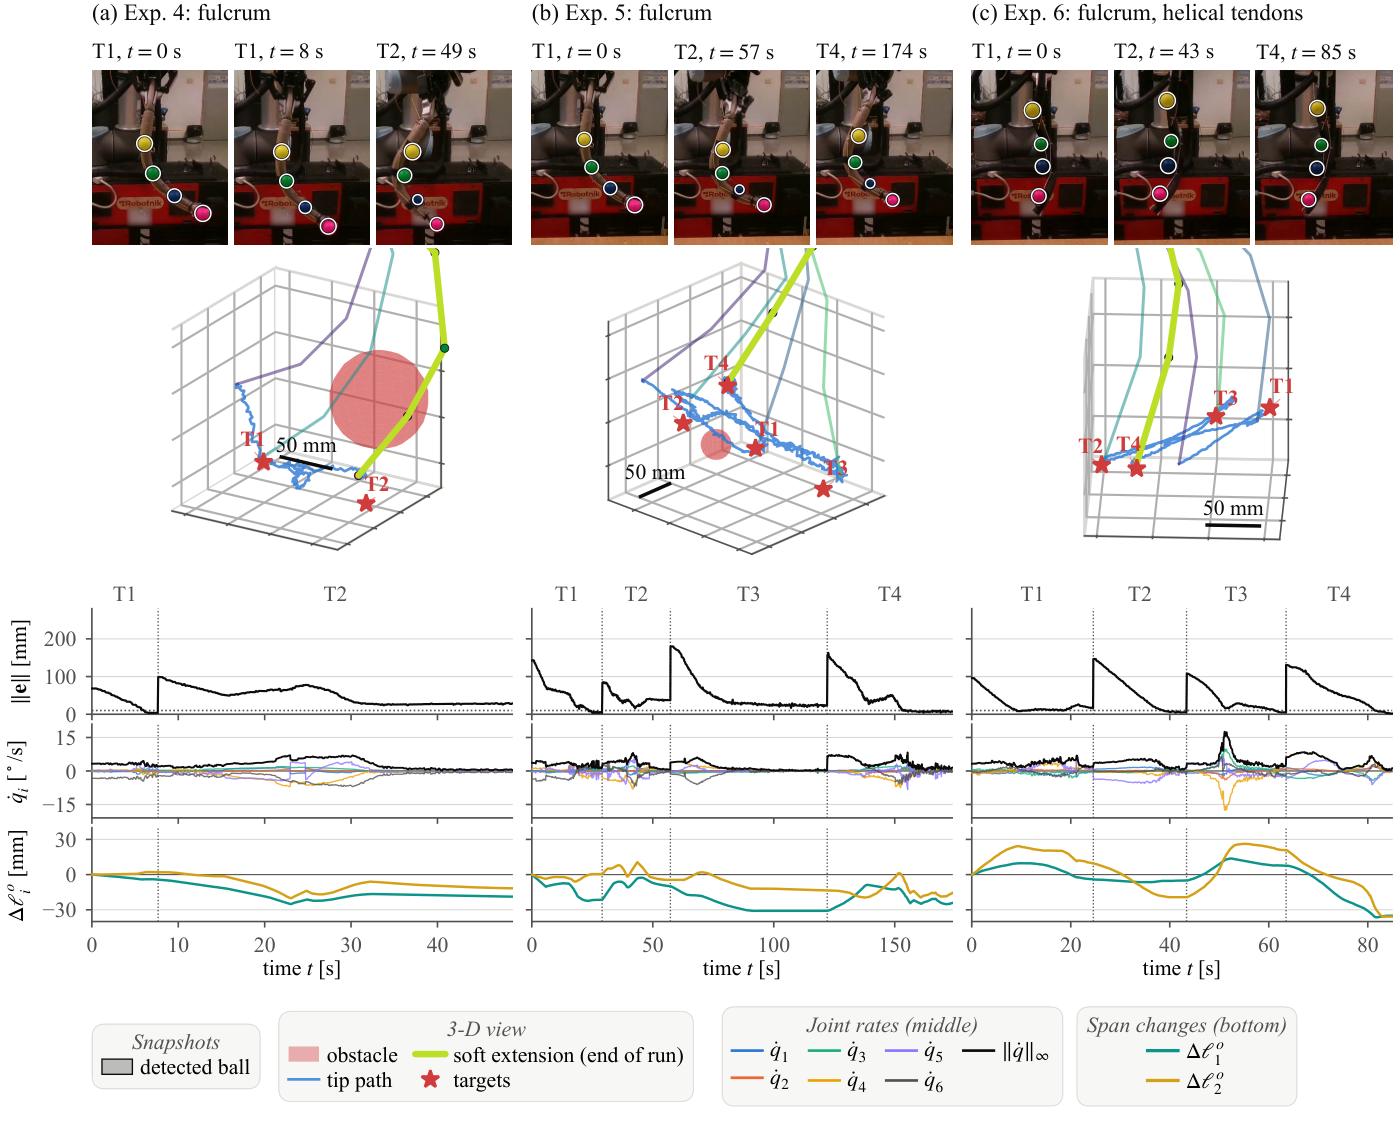 (a) Exp. 4: fulcrum
T1, t = 0 s
T1, t = 8 s
T2, t = 49 s
Robotnik
Robotnik
T1
50 mm
T2
(b) Exp. 5: fulcrum
T1, t = 0 s
T2, t = 57 s
T4, t = 174 s
Robotnik
T4
T2
T1
T3
50 mm
(c) Exp. 6: fulcrum, helical tendons
T1, t = 0 s
T2, t = 43 s
T4, t = 85 s
T3
T1
T2
T4
50 mm
T1 T2
T1 T2 T3 T4
T1 T2 T3 T4
‖e‖ [mm]
200
100
0
q̇ᵢ [°/s]
15
0
−15
Δℓᵢᵒ [mm]
30
0
−30
0 10 20 30 40
time t [s]
0 50 100 150
time t [s]
0 20 40 60 80
time t [s]
Snapshots
detected ball
3-D view
obstacle
soft extension (end of run)
tip path
targets
Joint rates (middle)
q̇₁ q̇₃ q̇₅ ‖q̇‖∞
q̇₂ q̇₄ q̇₆
Span changes (bottom)
Δℓ₁ᵒ
Δℓ₂ᵒ